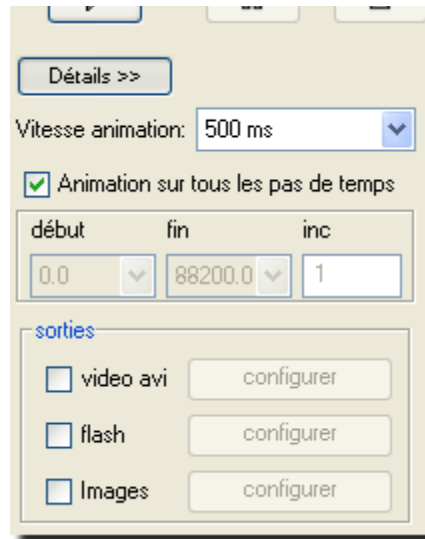 Détails >>
Vitesse animation: 500 ms
Animation sur tous les pas de temps
début fin inc
0.0 88200.0 1
sorties
video avi configurer
flash configurer
Images configurer